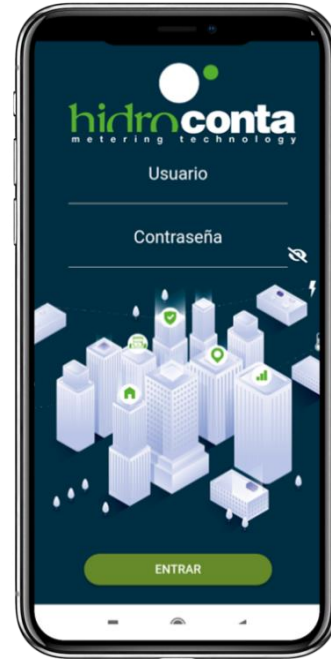 hidroconta
metering technology
Usuario
Contraseña
ENTRAR